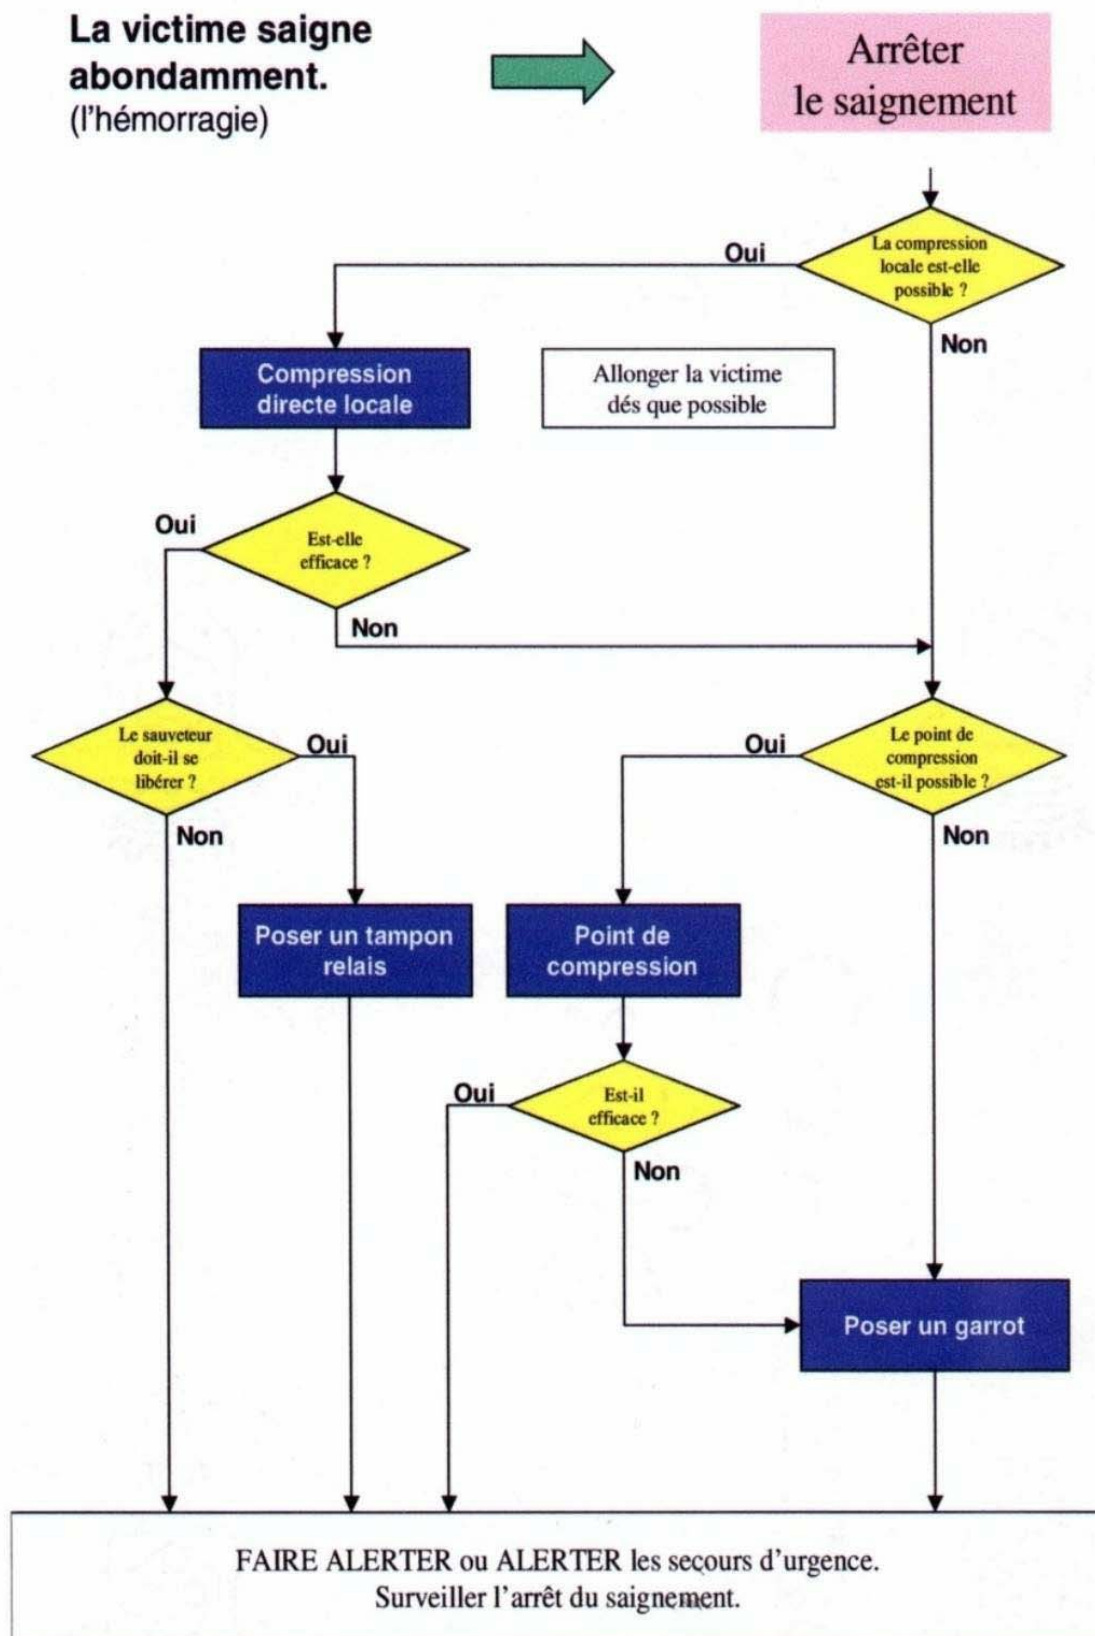 La victime saigne
abondamment.
(l'hémorragie)
Arrêter
le saignement
La compression
locale est-elle
possible ?
Oui
Non
Compression
directe locale
Allonger la victime
dés que possible
Est-elle
efficace ?
Oui
Non
Le sauveteur
doit-il se
libérer ?
Oui
Non
Le point de
compression
est-il possible ?
Oui
Non
Poser un tampon
relais
Point de
compression
Est-il
efficace ?
Oui
Non
Poser un garrot
FAIRE ALERTER ou ALERTER les secours d'urgence.
Surveiller l'arrêt du saignement.